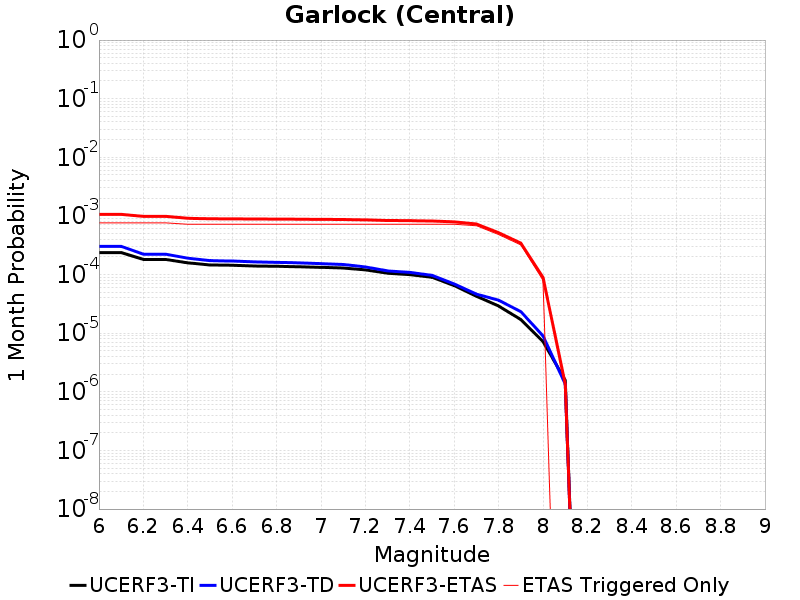 Garlock (Central)
1 Month Probability
10^0
10^-1
10^-2
10^-3
10^-4
10^-5
10^-6
10^-7
10^-8
6 6.2 6.4 6.6 6.8 7 7.2 7.4 7.6 7.8 8 8.2 8.4 8.6 8.8 9
Magnitude
UCERF3-TI UCERF3-TD UCERF3-ETAS ETAS Triggered Only